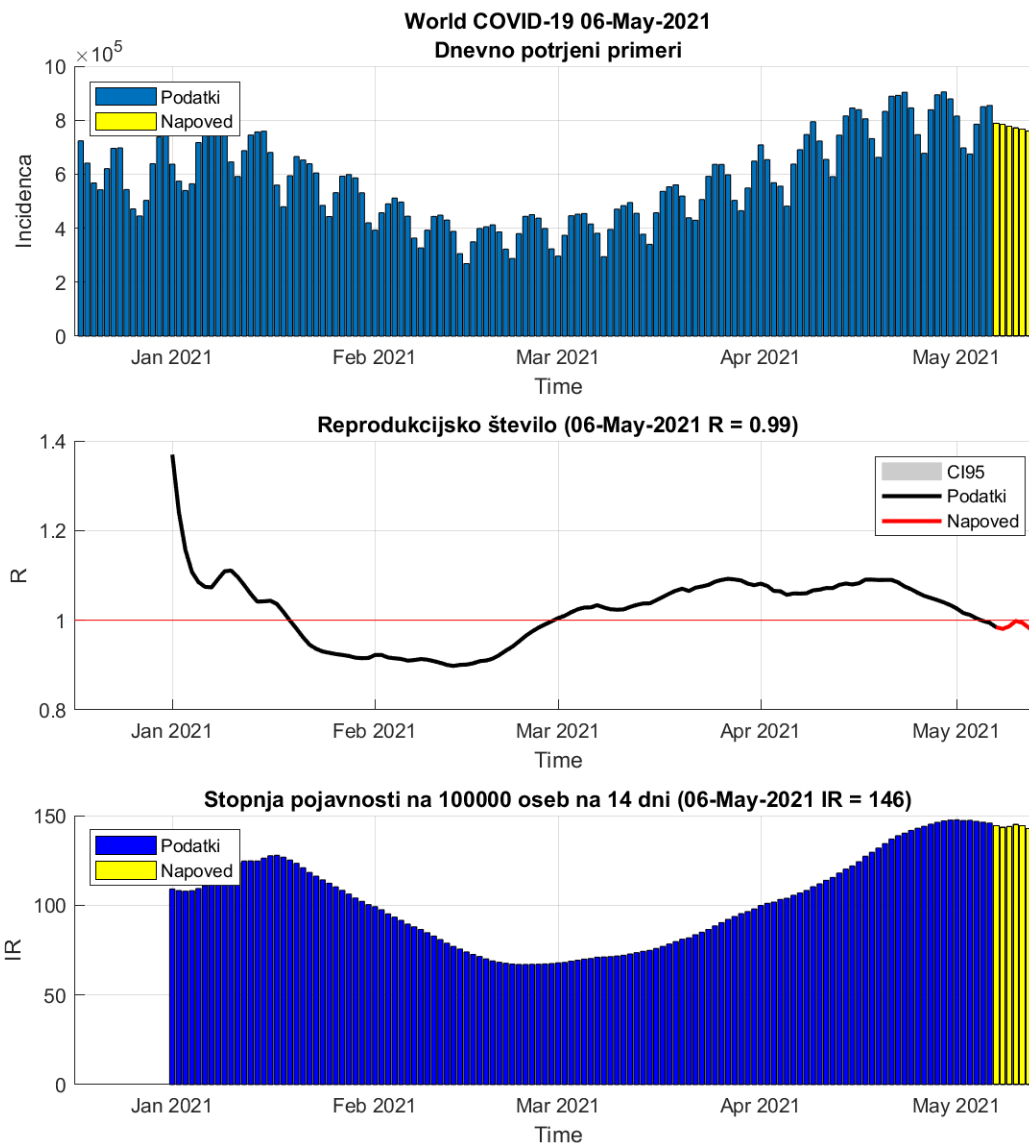 World COVID-19 06-May-2021
Dnevno potrjeni primeri
×10^5
10
8
6
4
2
0
Incidenca
Podatki
Napoved
Jan 2021 Feb 2021 Mar 2021 Apr 2021 May 2021
Time
Reprodukcijsko število (06-May-2021 R = 0.99)
1.4
1.2
1
0.8
R
CI95
Podatki
Napoved
Jan 2021 Feb 2021 Mar 2021 Apr 2021 May 2021
Time
Stopnja pojavnosti na 100000 oseb na 14 dni (06-May-2021 IR = 146)
150
100
50
0
IR
Podatki
Napoved
Jan 2021 Feb 2021 Mar 2021 Apr 2021 May 2021
Time